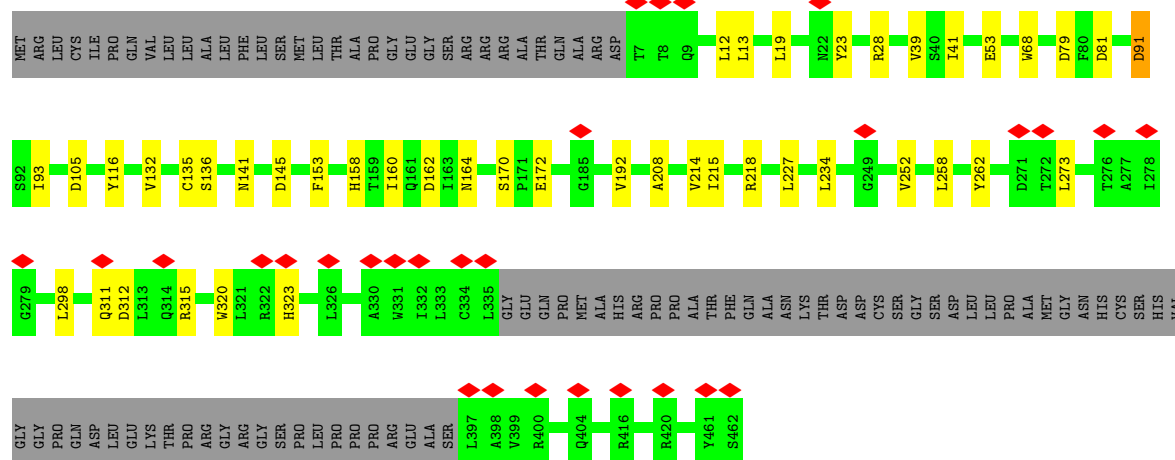 MET ARG LEU CYS ILE PRO GLN VAL LEU LEU ALA LEU PHE LEU SER MET LEU THR ALA PRO GLY GLU GLY SER ARG ARG ARG ALA THR GLN ALA ARG ASP T7 T8 Q9 L12 L13 L19 N22 Y23 R28 V39 S40 I41 E53 W68 D79 F80 D81 D91
S92 I93 D105 Y116 V132 C135 S136 N141 D145 F153 H158 T159 I160 Q161 D162 I163 N164 S170 P171 E172 G185 V192 A208 V214 I215 R218 L227 L234 G249 V252 L258 Y262 D271 T272 L273 T276 A277 I278
G279 L298 Q311 D312 L313 Q314 R315 W320 L321 R322 H323 L326 A330 W331 I332 L333 C334 L335 GLY GLU GLN PRO MET ALA HIS ARG PRO PRO ALA THR PHE GLN ALA ASN LYS THR ASP ASP CYS SER GLY SER ASP LEU LEU PRO ALA MET GLY ASN HIS CYS SER HIS VAL
GLY GLY PRO GLN ASP LEU GLU LYS THR PRO ARG GLY ARG GLY SER PRO LEU PRO PRO PRO ARG GLU ALA SER L397 A398 V399 R400 Q404 R416 R420 Y461 S462